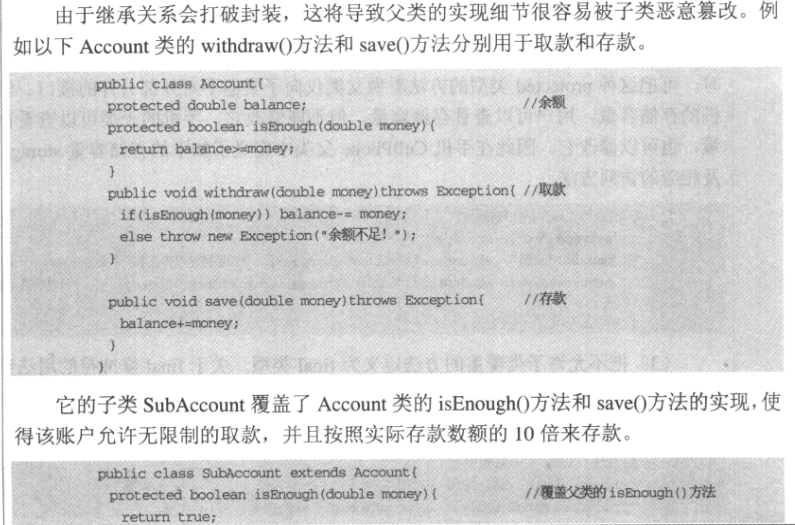 由于继承关系会打破封装，这将导致父类的实现细节很容易被子类恶意篡改。例
如以下 Account 类的 withdraw()方法和 save()方法分别用于取款和存款。
public class Account{
protected double balance; //余额
protected boolean isEnough(double money){
return balance>=money;
}
public void withdraw(double money)throws Exception{ //取款
if(isEnough(money)) balance-= money;
else throw new Exception("余额不足！");
}
public void save(double money)throws Exception{ //存款
balance+=money;
}
}
它的子类 SubAccount 覆盖了 Account 类的 isEnough()方法和 save()方法的实现，使
得该账户允许无限制的取款，并且按照实际存款数额的 10 倍来存款。
public class SubAccount extends Account{
protected boolean isEnough(double money){ //覆盖父类的 isEnough()方法
return true;